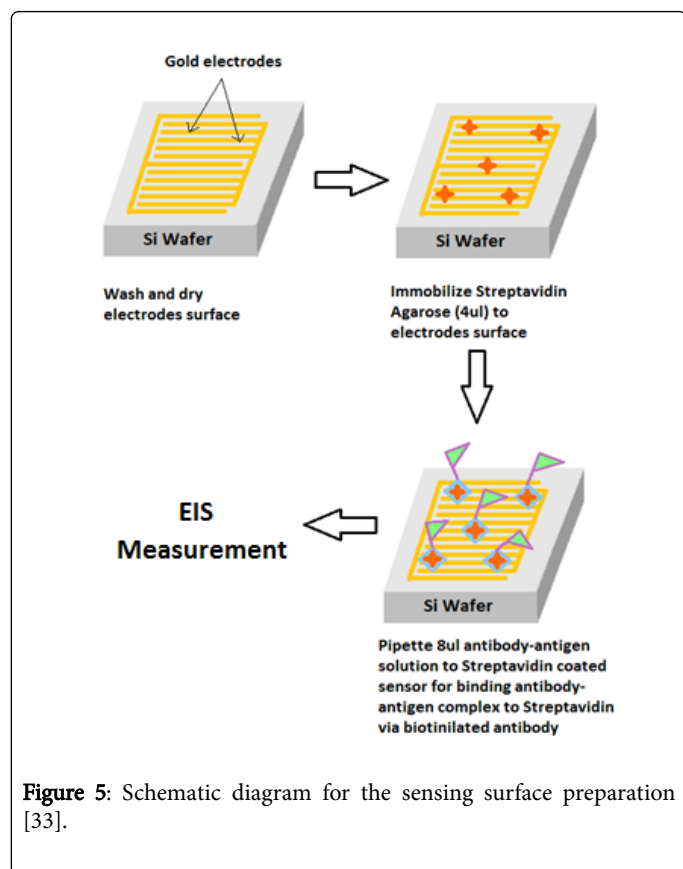 Gold electrodes
Si Wafer
Wash and dry
electrodes surface
Si Wafer
Immobilize Streptavidin
Agarose (4ul) to
electrodes surface
EIS
Measurement
Si Wafer
Pipette 8ul antibody-antigen
solution to Streptavidin coated
sensor for binding antibody-
antigen complex to Streptavidin
via biotinilated antibody
Figure 5: Schematic diagram for the sensing surface preparation
[33].